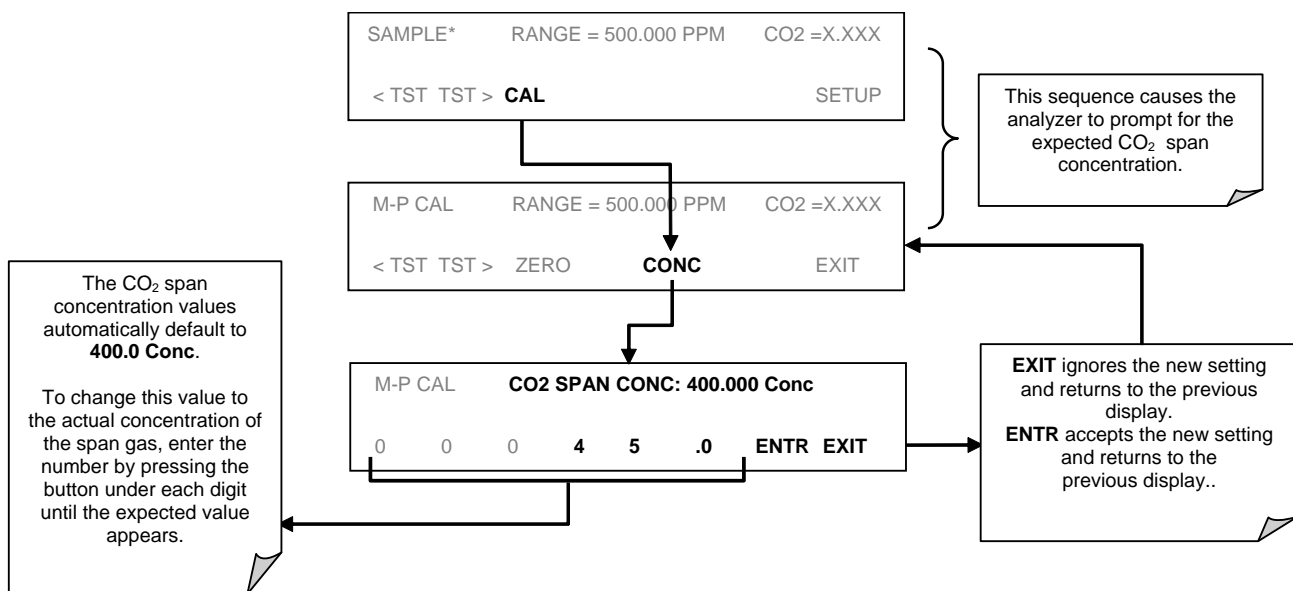 SAMPLE* RANGE = 500.000 PPM CO2 =X.XXX
< TST TST > CAL SETUP
This sequence causes the
analyzer to prompt for the
expected CO₂ span
concentration.
M-P CAL RANGE = 500.000 PPM CO2 =X.XXX
< TST TST > ZERO CONC EXIT
The CO₂ span
concentration values
automatically default to
400.0 Conc.
To change this value to
the actual concentration of
the span gas, enter the
number by pressing the
button under each digit
until the expected value
appears.
M-P CAL CO2 SPAN CONC: 400.000 Conc
0 0 0 4 5 .0 ENTR EXIT
EXIT ignores the new setting
and returns to the previous
display.
ENTR accepts the new setting
and returns to the
previous display..